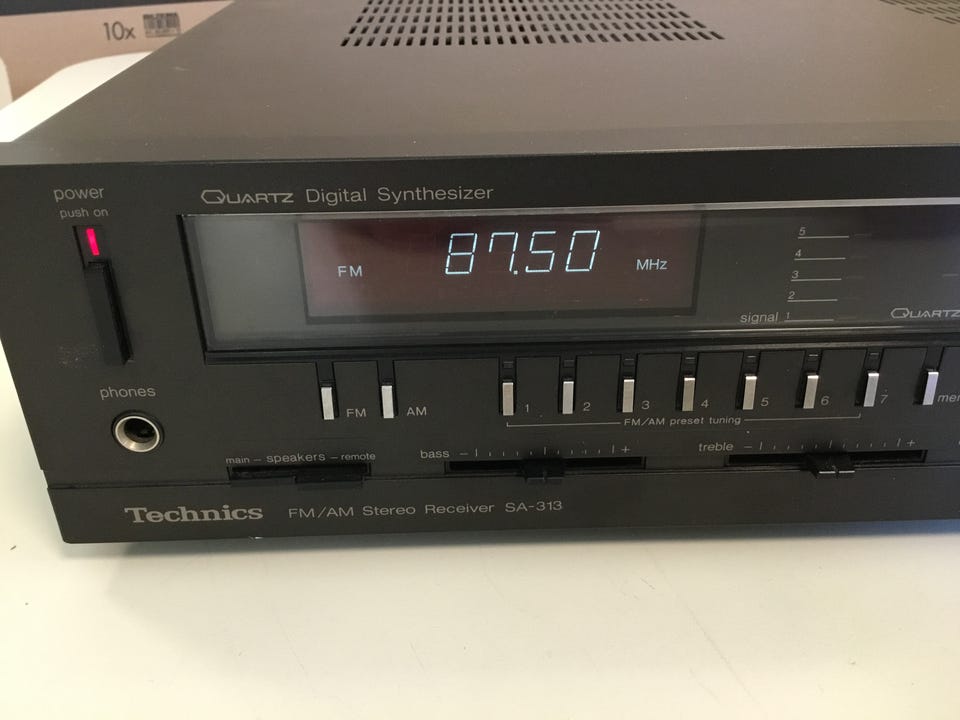 10x
power
push on
QUARTZ Digital Synthesizer
FM 87.50 MHz
5
4
3
2
signal 1
QUARTZ
phones
FM AM 1 2 3 4 5 6 7
FM/AM preset tuning
main – speakers – remote
bass – +
treble – +
Technics FM/AM Stereo Receiver SA-313